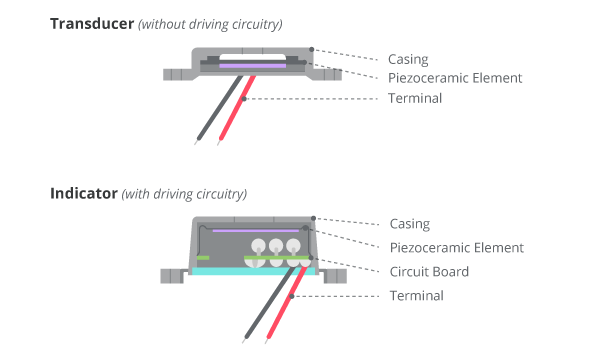 Transducer (without driving circuitry)
Casing
Piezoceramic Element
Terminal
Indicator (with driving circuitry)
Casing
Piezoceramic Element
Circuit Board
Terminal